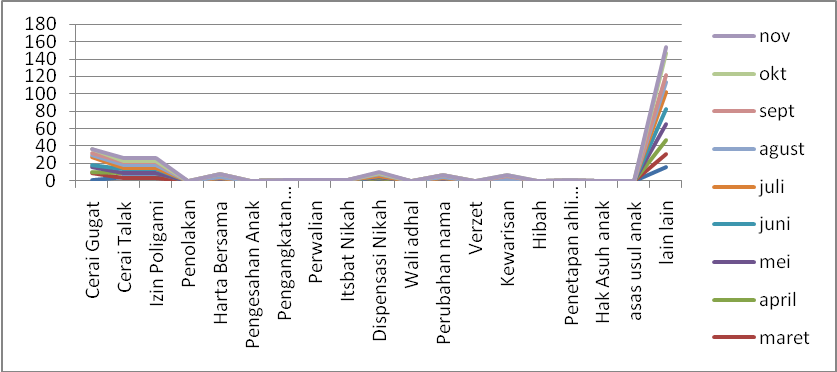 180
160
140
120
100
80
60
40
20
0
Cerai Gugat
Cerai Talak
Izin Poligami
Penolakan
Harta Bersama
Pengesahan Anak
Pengangkatan...
Perwalian
Itsbat Nikah
Dispensasi Nikah
Wali adhal
Perubahan nama
Verzet
Kewarisan
Hibah
Penetapan ahli...
Hak Asuh anak
asas usul anak
lain lain
nov
okt
sept
agust
juli
juni
mei
april
maret